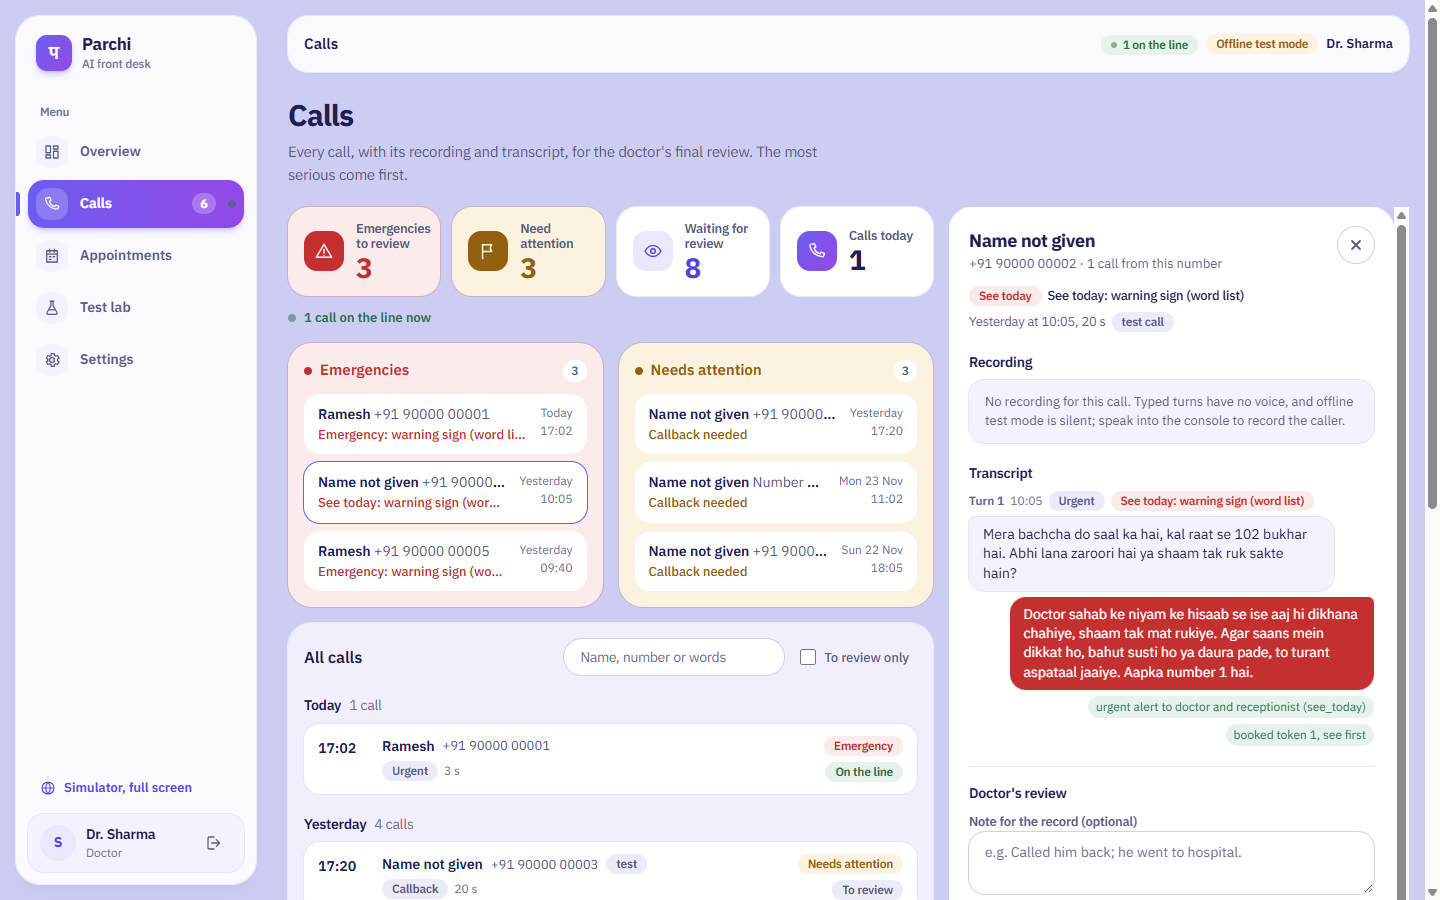 प
Parchi
AI front desk
Menu
Overview
Calls 6
Appointments
Test lab
Settings
Simulator, full screen
S
Dr. Sharma
Doctor
Calls
1 on the line
Offline test mode
Dr. Sharma
Calls
Every call, with its recording and transcript, for the doctor's final review. The most
serious come first.
Emergencies
to review
3
Need
attention
3
Waiting for
review
8
Calls today
1
1 call on the line now
Emergencies 3
Ramesh +91 90000 00001 Today
Emergency: warning sign (word li... 17:02
Name not given +91 90000... Yesterday
See today: warning sign (wor... 10:05
Ramesh +91 90000 00005 Yesterday
Emergency: warning sign (wo... 09:40
Needs attention 3
Name not given +91 90000... Yesterday
Callback needed 17:20
Name not given Number ... Mon 23 Nov
Callback needed 11:02
Name not given +91 9000... Sun 22 Nov
Callback needed 18:05
All calls
Name, number or words
To review only
Today 1 call
17:02 Ramesh +91 90000 00001 Emergency
Urgent 3 s On the line
Yesterday 4 calls
17:20 Name not given +91 90000 00003 test Needs attention
Callback 20 s To review
Name not given
+91 90000 00002 · 1 call from this number
See today See today: warning sign (word list)
Yesterday at 10:05, 20 s test call
Recording
No recording for this call. Typed turns have no voice, and offline
test mode is silent; speak into the console to record the caller.
Transcript
Turn 1 10:05 Urgent See today: warning sign (word list)
Mera bachcha do saal ka hai, kal raat se 102 bukhar
hai. Abhi lana zaroori hai ya shaam tak ruk sakte
hain?
Doctor sahab ke niyam ke hisaab se ise aaj hi dikhana
chahiye, shaam tak mat rukiye. Agar saans mein
dikkat ho, bahut susti ho ya daura pade, to turant
aspataal jaaiye. Aapka number 1 hai.
urgent alert to doctor and receptionist (see_today)
booked token 1, see first
Doctor's review
Note for the record (optional)
e.g. Called him back; he went to hospital.